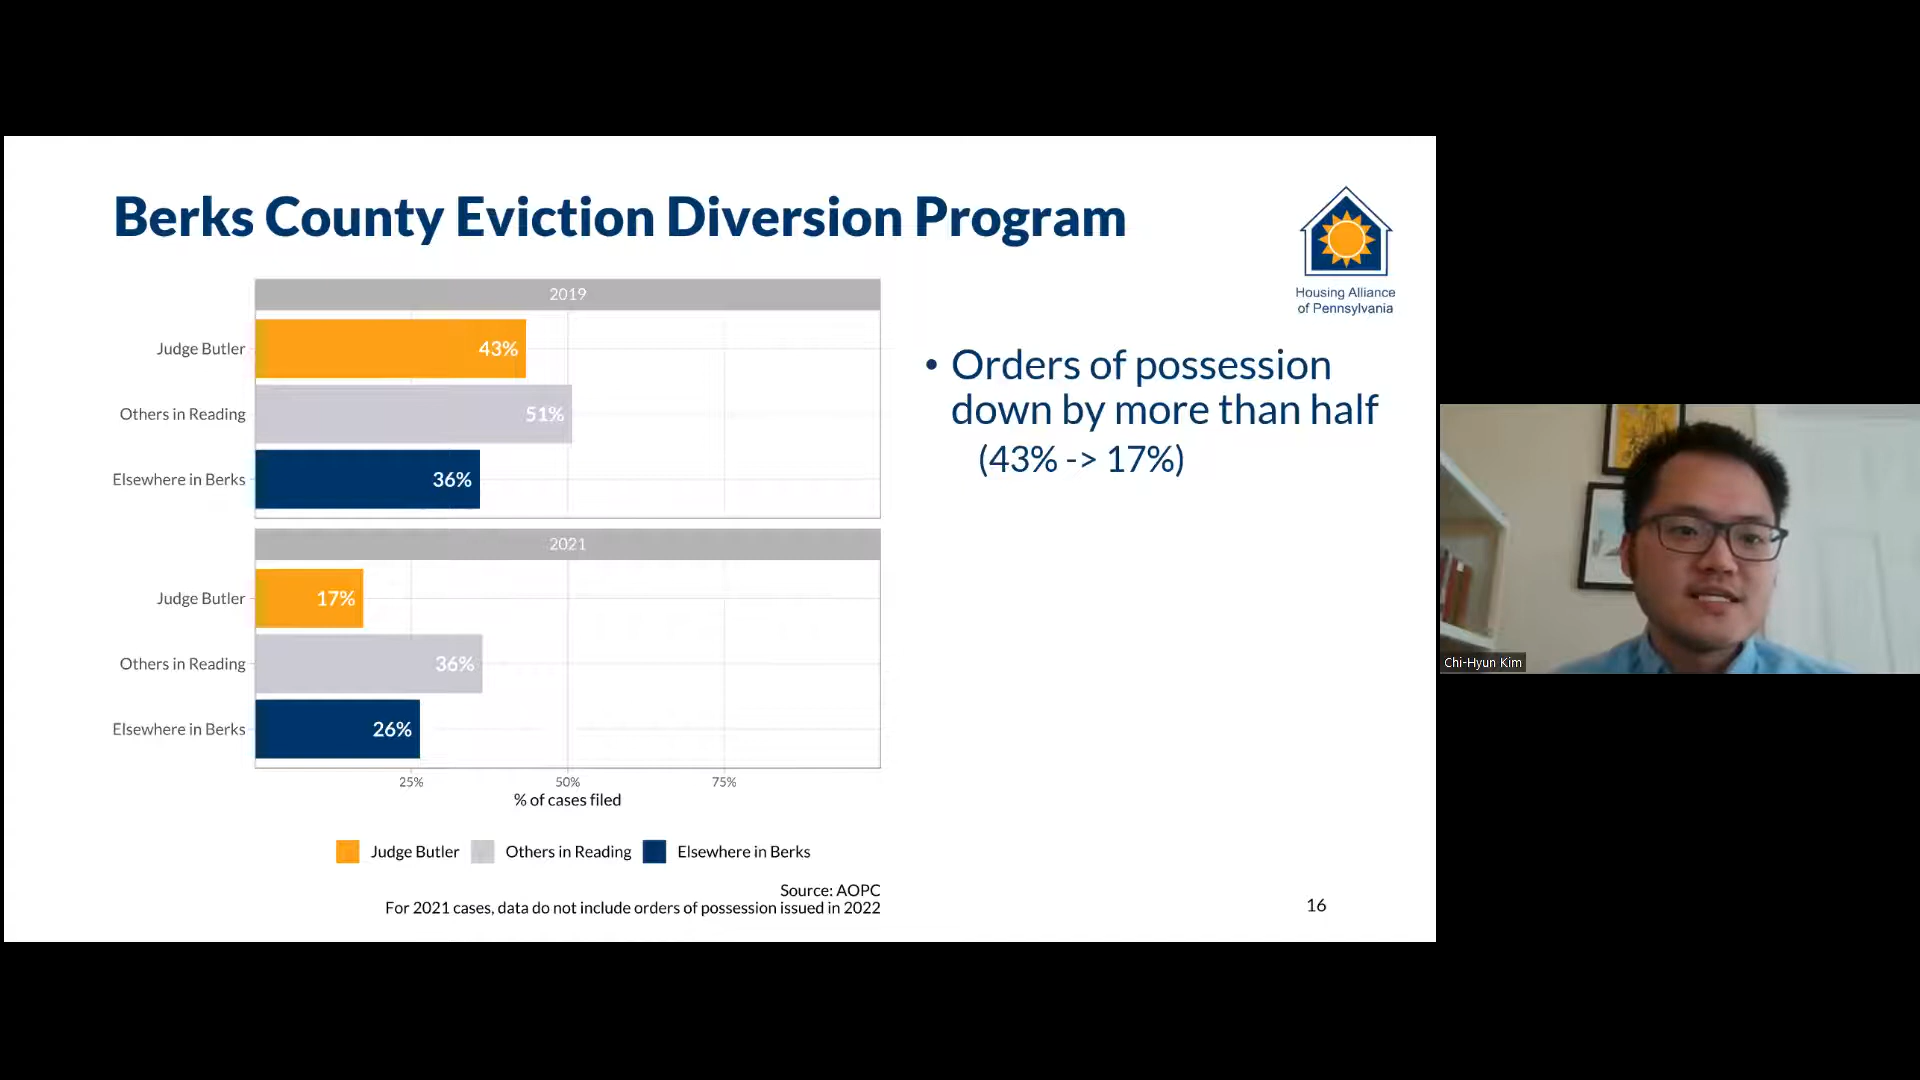 Berks County Eviction Diversion Program
Housing Alliance
of Pennsylvania
2019
Judge Butler 43%
Others in Reading 51%
Elsewhere in Berks 36%
2021
Judge Butler 17%
Others in Reading 36%
Elsewhere in Berks 26%
25% 50% 75%
% of cases filed
Judge Butler Others in Reading Elsewhere in Berks
Source: AOPC
For 2021 cases, data do not include orders of possession issued in 2022
• Orders of possession
down by more than half
(43% -> 17%)
16
Chi-Hyun Kim